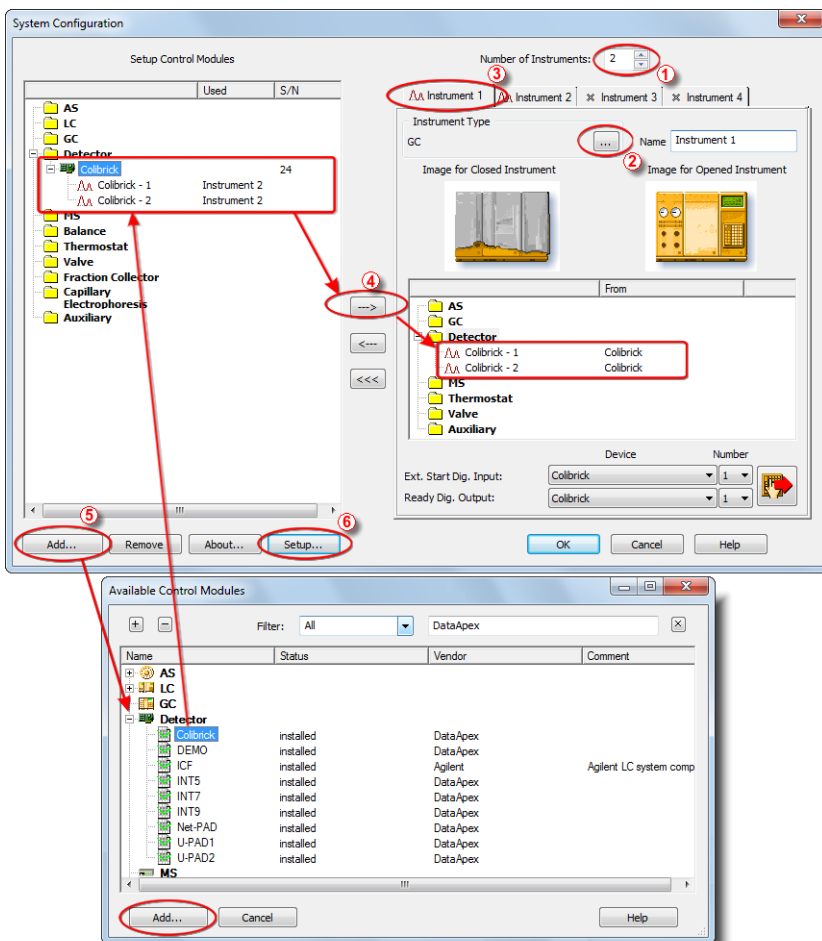 System Configuration
Setup Control Modules
Number of Instruments: 2
①
③
Used S/N
AS
LC
GC
Detector
Colibrick 24
Colibrick - 1 Instrument 2
Colibrick - 2 Instrument 2
MS
Balance
Thermostat
Valve
Fraction Collector
Capillary
Electrophoresis
Auxiliary
Instrument 1 Instrument 2 Instrument 3 Instrument 4
Instrument Type
GC ... Name Instrument 1
②
Image for Closed Instrument Image for Opened Instrument
④
--->
<---
<<<
From
AS
GC
Detector
Colibrick - 1 Colibrick
Colibrick - 2 Colibrick
MS
Thermostat
Valve
Auxiliary
Device Number
Ext. Start Dig. Input: Colibrick 1
Ready Dig. Output: Colibrick 1
⑤
⑥
Add... Remove About... Setup... OK Cancel Help
Available Control Modules
Filter: All DataApex
Name Status Vendor Comment
AS
LC
GC
Detector
Colibrick installed DataApex
DEMO installed DataApex
ICF installed Agilent Agilent LC system comp
INT5 installed DataApex
INT7 installed DataApex
INT9 installed DataApex
Net-PAD installed DataApex
U-PAD1 installed DataApex
U-PAD2 installed DataApex
MS
Add... Cancel Help